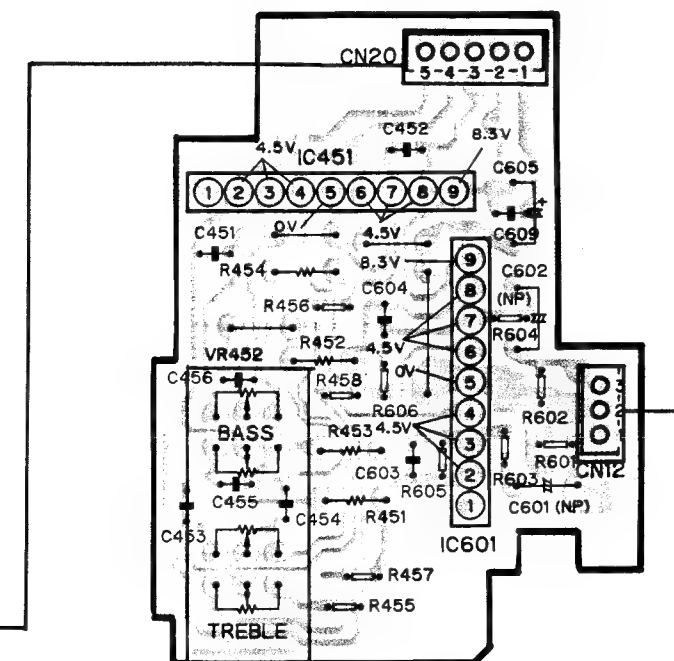 CN20
5-4-3-2-1
C452
8.3V
4.5V
IC451
C605
1 2 3 4 5 6 7 8 9
+
C451
0V
4.5V
C609
R454
8.3V
9
C602
(NP)
C604
8
R456
7
R604
R452
4.5V
6
VR452
0V
5
C456
R458
R606
4
R602
3
2
1
BASS
4.5V
R453
3
R601
C603
2
R603
CN12
C455
R605
C454
R451
1
C601 (NP)
C453
IC601
R457
R455
TREBLE